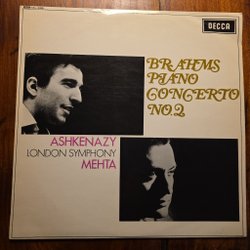 DECCA
BRAHMS
PIANO
CONCERTO
NO.2
ASHKENAZY
LONDON SYMPHONY
MEHTA